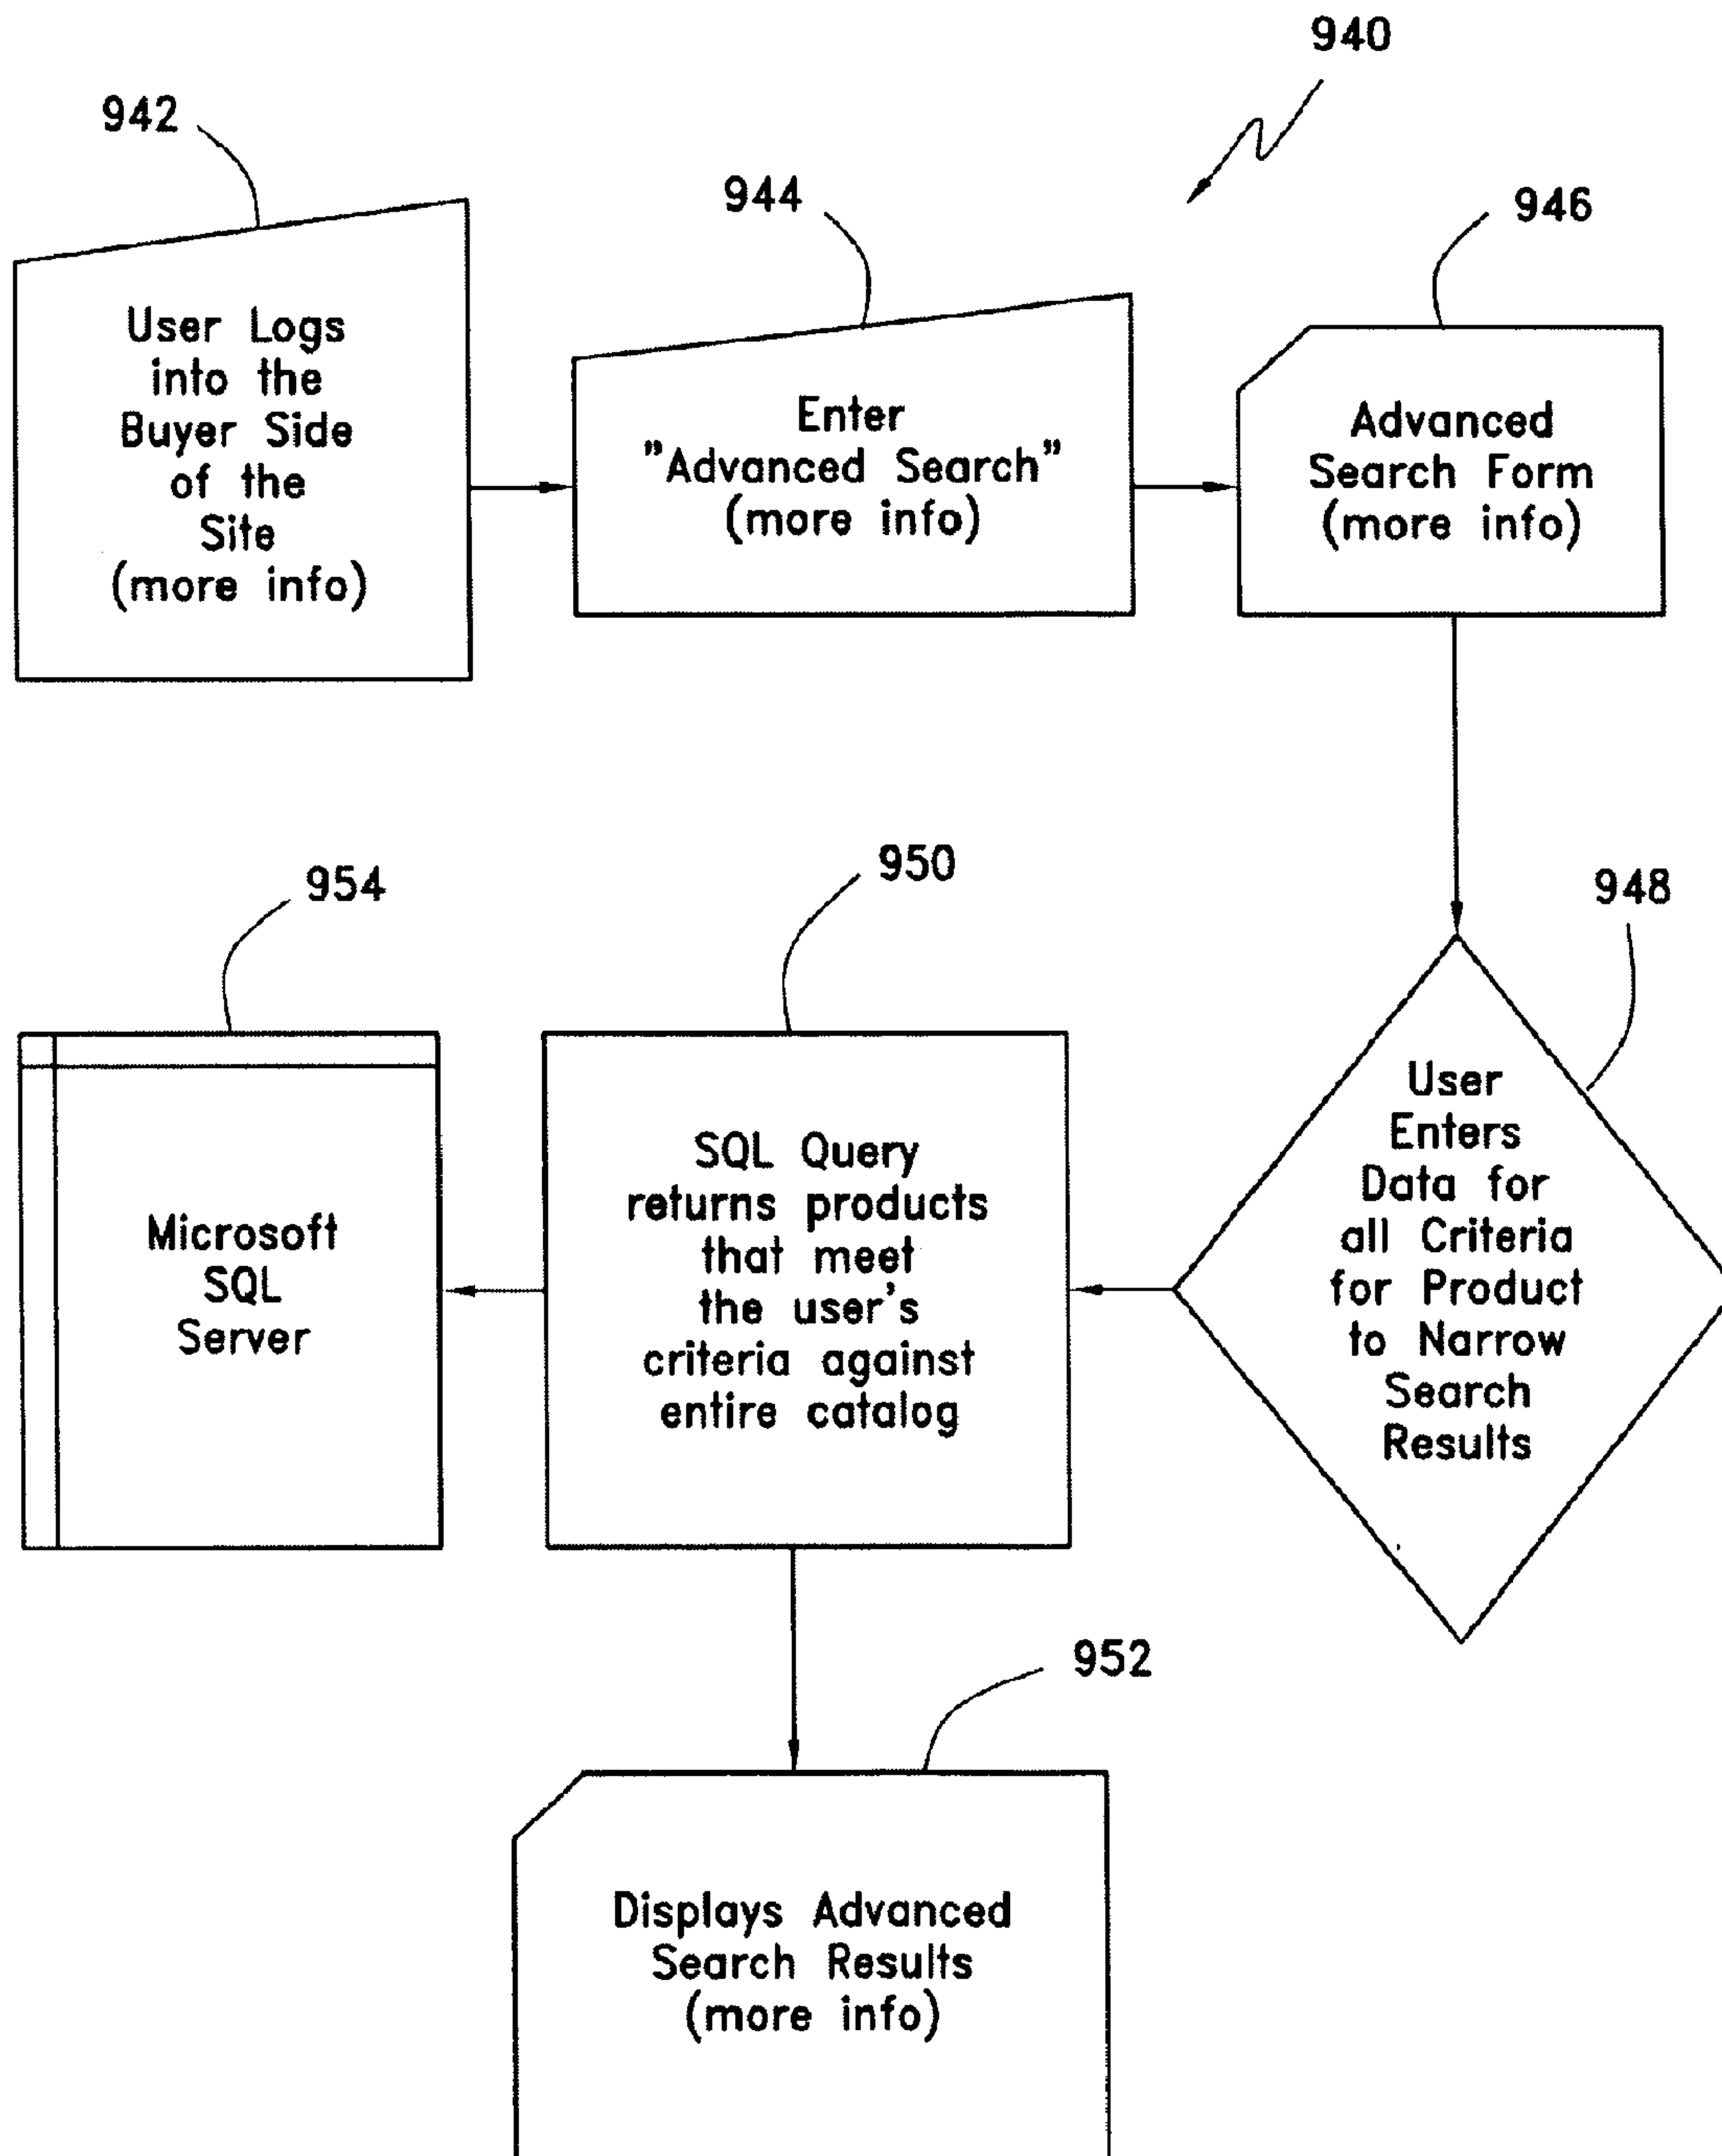 940
942
User Logs
into the
Buyer Side
of the
Site
(more info)
944
Enter
"Advanced Search"
(more info)
946
Advanced
Search Form
(more info)
948
User
Enters
Data for
all Criteria
for Product
to Narrow
Search
Results
950
SQL Query
returns products
that meet
the user's
criteria against
entire catalog
954
Microsoft
SQL
Server
952
Displays Advanced
Search Results
(more info)